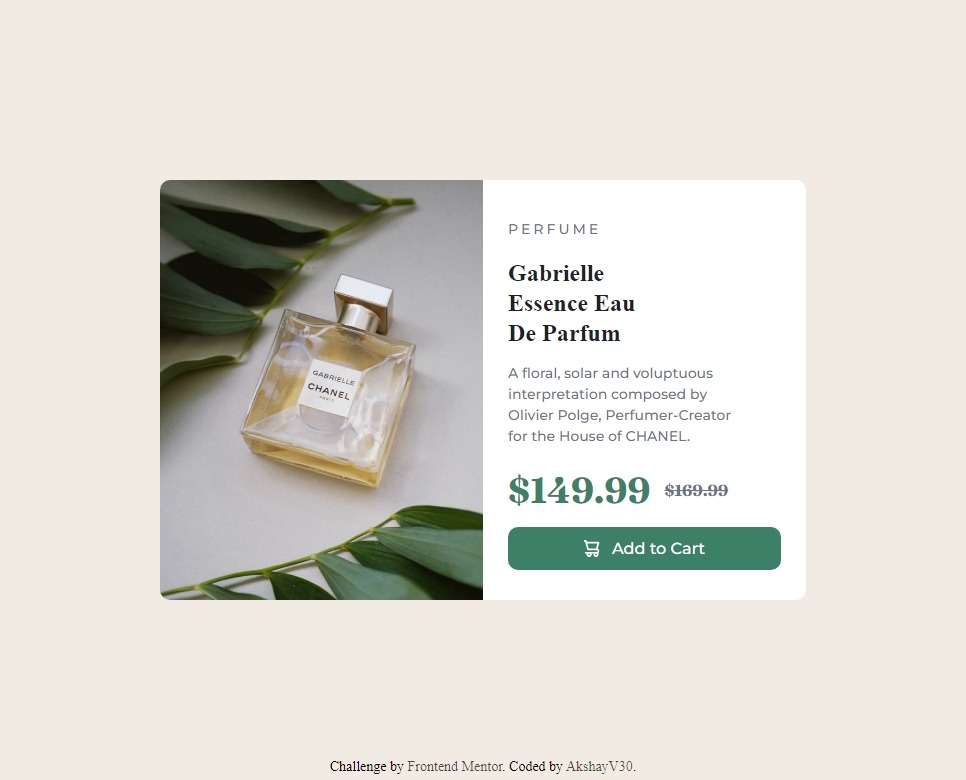 GABRIELLE
CHANEL
PARIS
PERFUME
Gabrielle
Essence Eau
De Parfum
A floral, solar and voluptuous
interpretation composed by
Olivier Polge, Perfumer-Creator
for the House of CHANEL.
$149.99 $169.99
Add to Cart
Challenge by Frontend Mentor. Coded by AkshayV30.